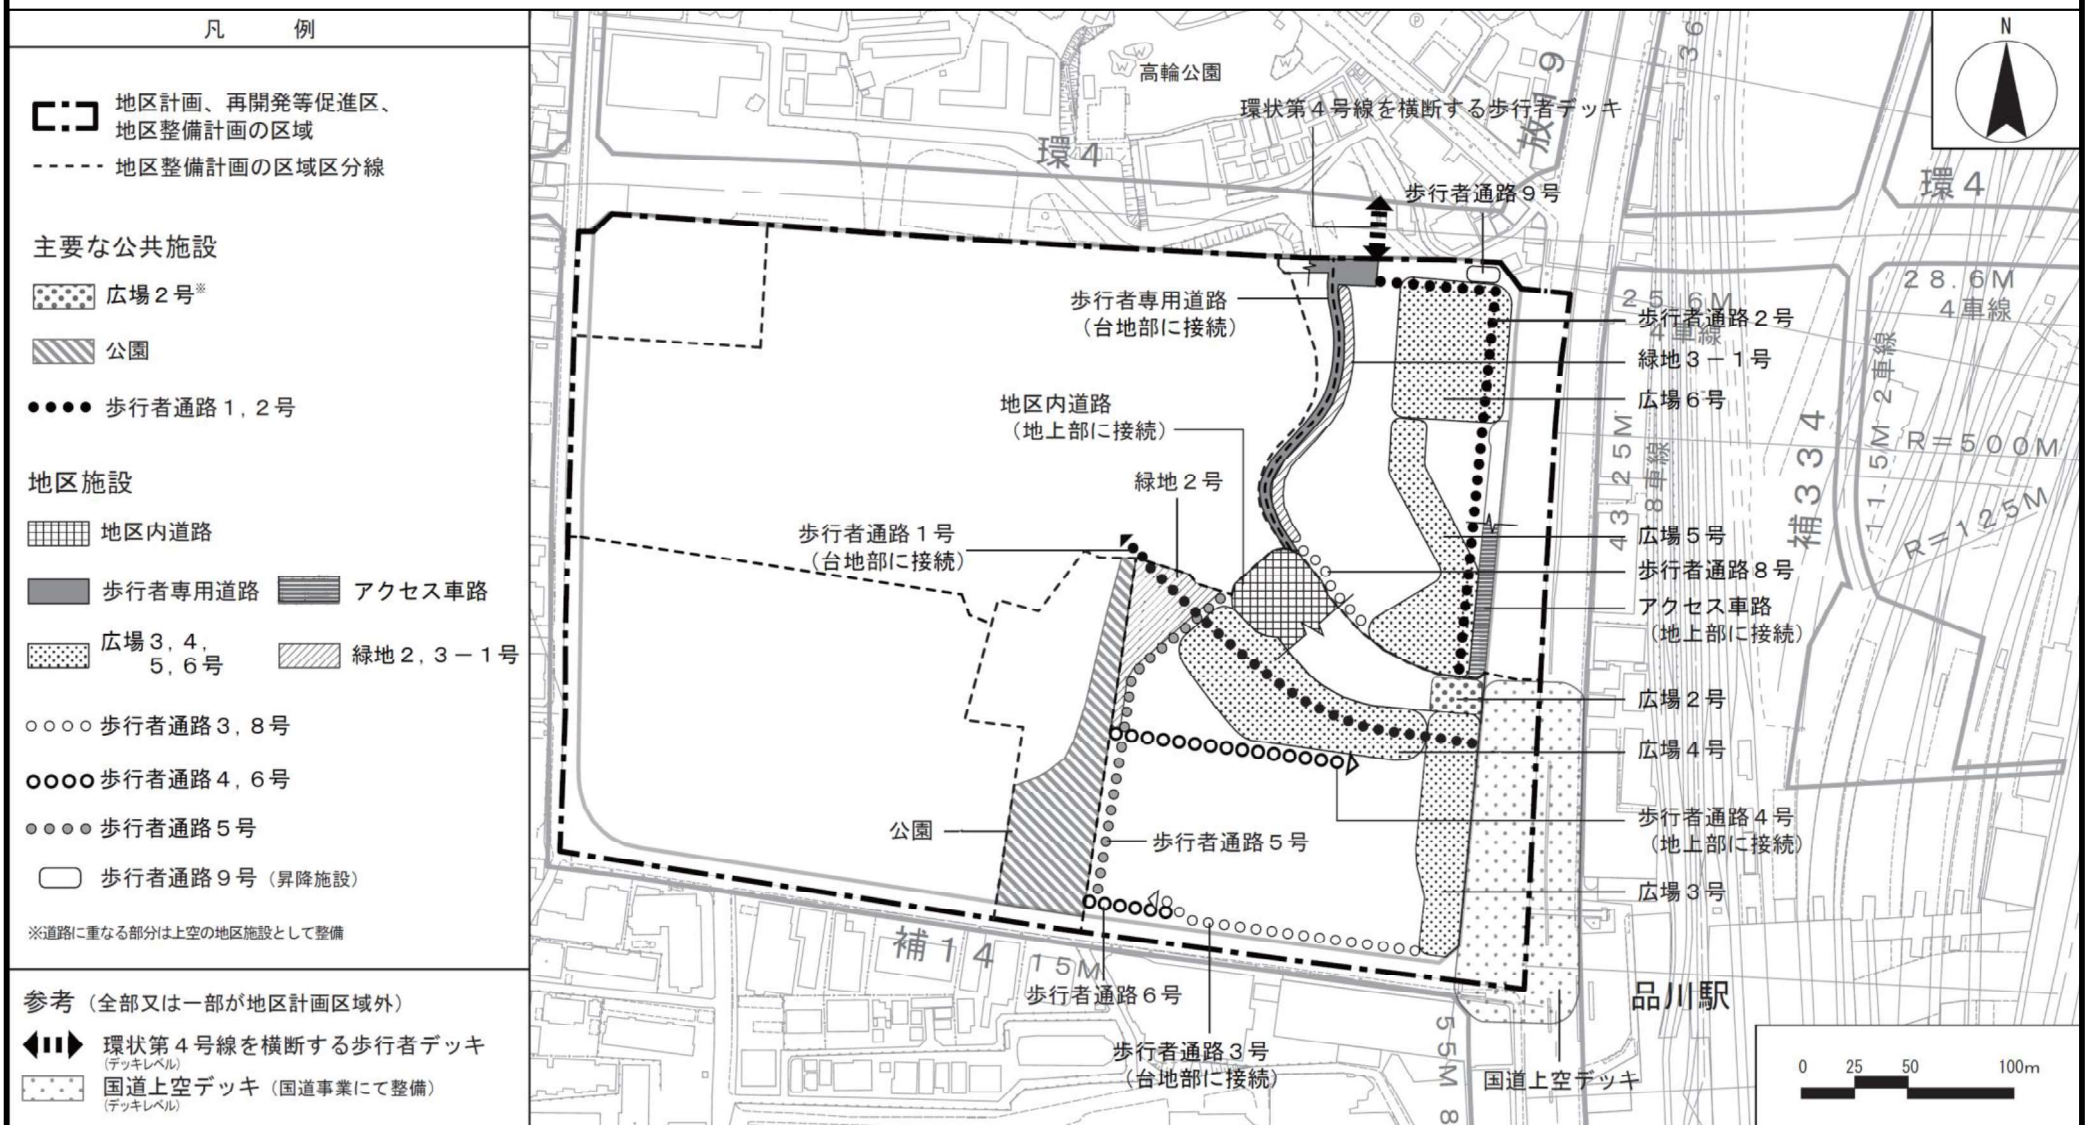 凡 例
地区計画、再開発等促進区、
地区整備計画の区域
地区整備計画の区域区分線
主要な公共施設
広場2号※
公園
歩行者通路1,2号
地区施設
地区内道路
歩行者専用道路
アクセス車路
広場3,4,
5,6号
緑地2,3－1号
歩行者通路3,8号
歩行者通路4,6号
歩行者通路5号
歩行者通路9号（昇降施設）
※道路に重なる部分は上空の地区施設として整備
参考（全部又は一部が地区計画区域外）
環状第4号線を横断する歩行者デッキ
(デッキレベル)
国道上空デッキ（国道事業にて整備）
(デッキレベル)
高輪公園
環状第4号線を横断する歩行者デッキ
環4
放19
36.
N
環4
歩行者通路9号
歩行者専用道路
（台地部に接続）
25.6M
4車線
28.6M
4車線
歩行者通路2号
緑地3－1号
広場6号
地区内道路
（地上部に接続）
43.25M
8車線
補334
11.5M 2車線
R=500M
R=125M
緑地2号
歩行者通路1号
（台地部に接続）
広場5号
歩行者通路8号
アクセス車路
（地上部に接続）
広場2号
広場4号
歩行者通路4号
（地上部に接続）
公園
歩行者通路5号
広場3号
補14
15M
歩行者通路6号
品川駅
歩行者通路3号
（台地部に接続）
55M 8
国道上空デッキ
0 25 50 100m